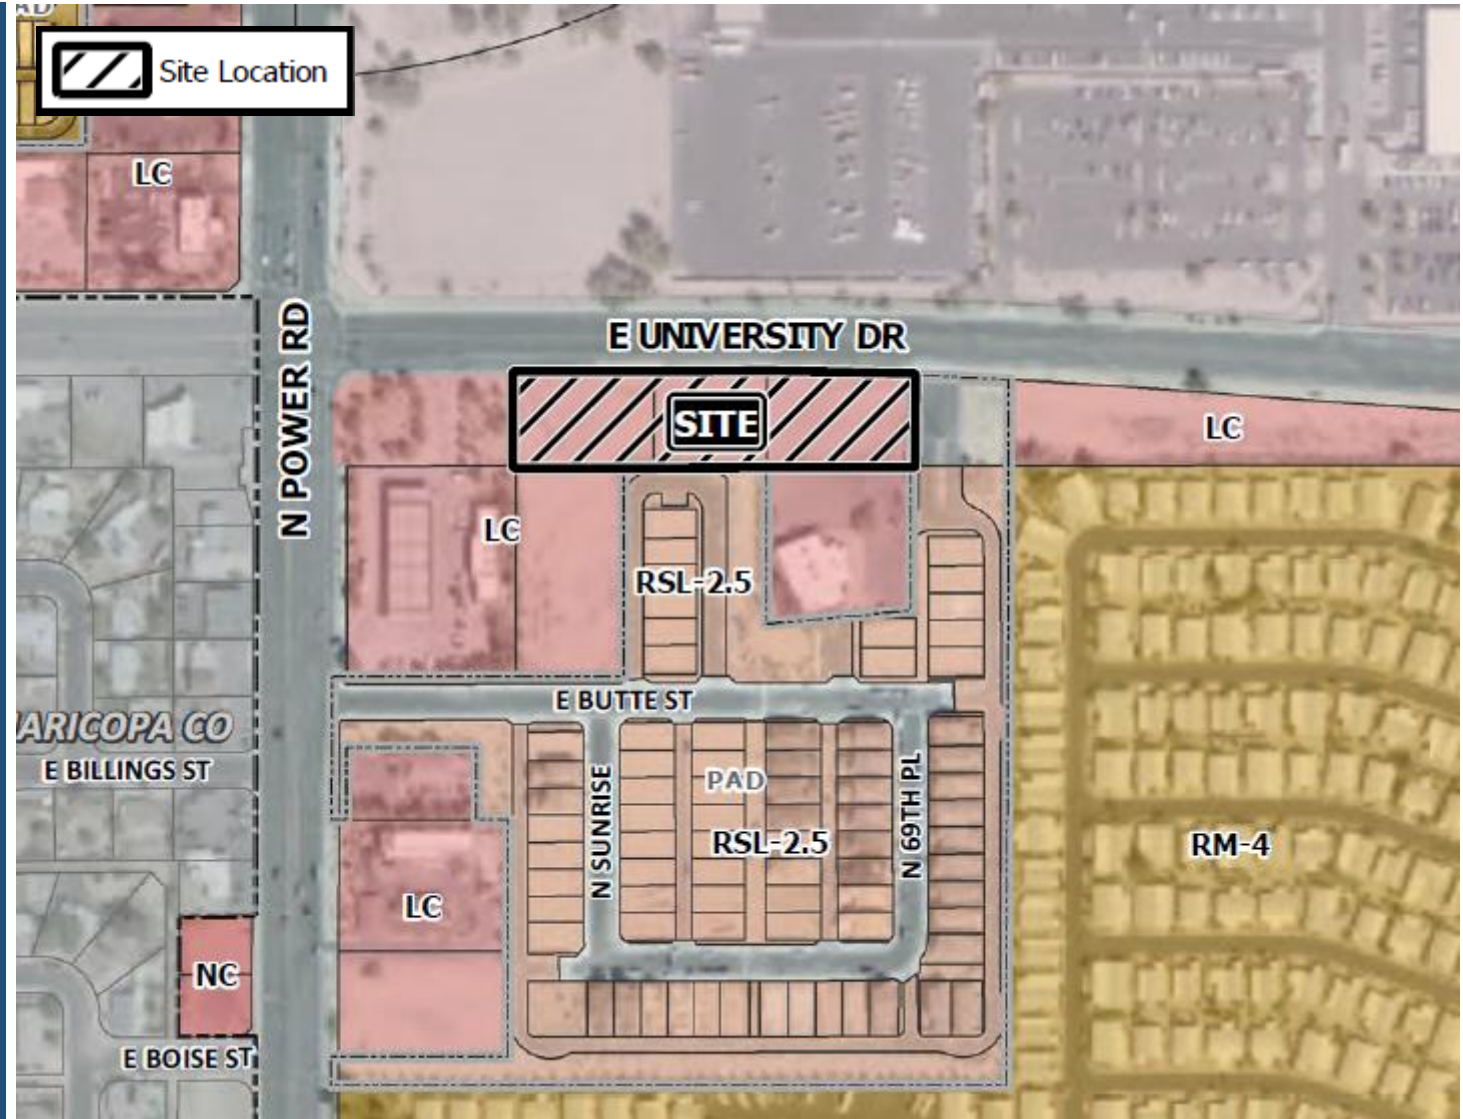 AD
Site Location
LC
N POWER RD
E UNIVERSITY DR
SITE
LC
LC
RSL-2.5
E BUTTE ST
ARICOPA CO
E BILLINGS ST
N SUNRISE
PAD
N 69TH PL
RSL-2.5
RM-4
LC
NC
E BOISE ST